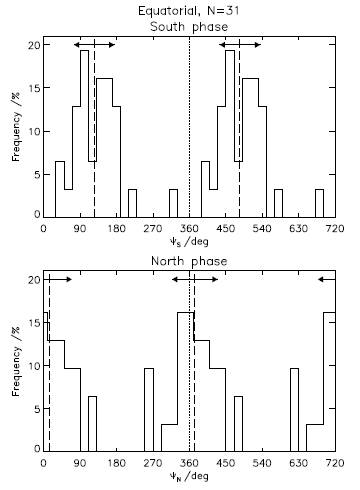 Equatorial, N=31
South phase
Frequency /%
20
15
10
5
0
0 90 180 270 360 450 540 630 720
Ψ_S /deg
North phase
Frequency /%
20
15
10
5
0
0 90 180 270 360 450 540 630 720
Ψ_N /deg